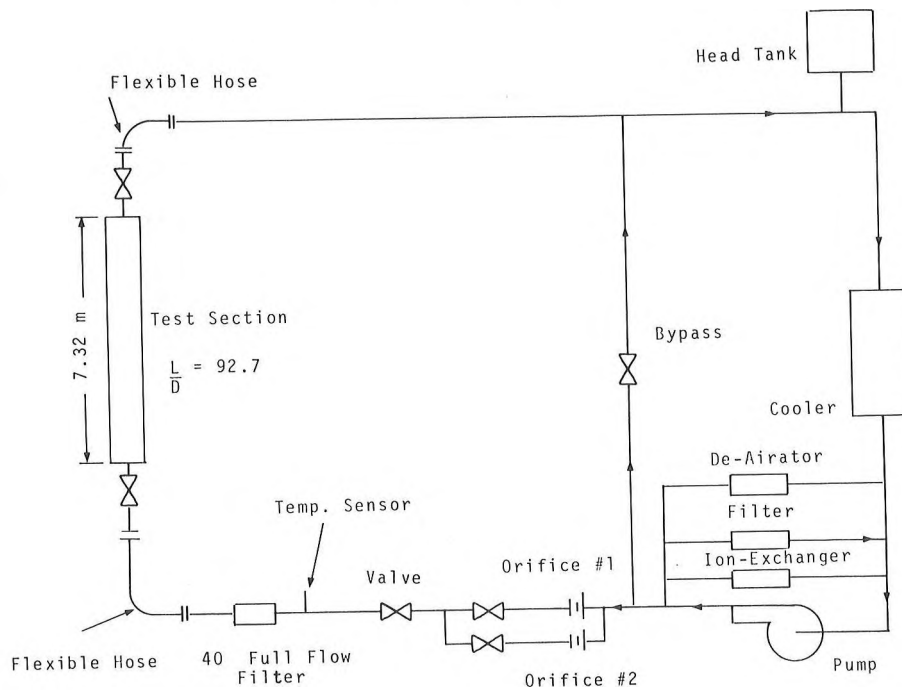 Head Tank
Flexible Hose
7.32 m
Test Section
L
D
= 92.7
Bypass
Cooler
De-Airator
Filter
Ion-Exchanger
Temp. Sensor
Valve
Orifice #1
Flexible Hose
40 Full Flow
Filter
Orifice #2
Pump